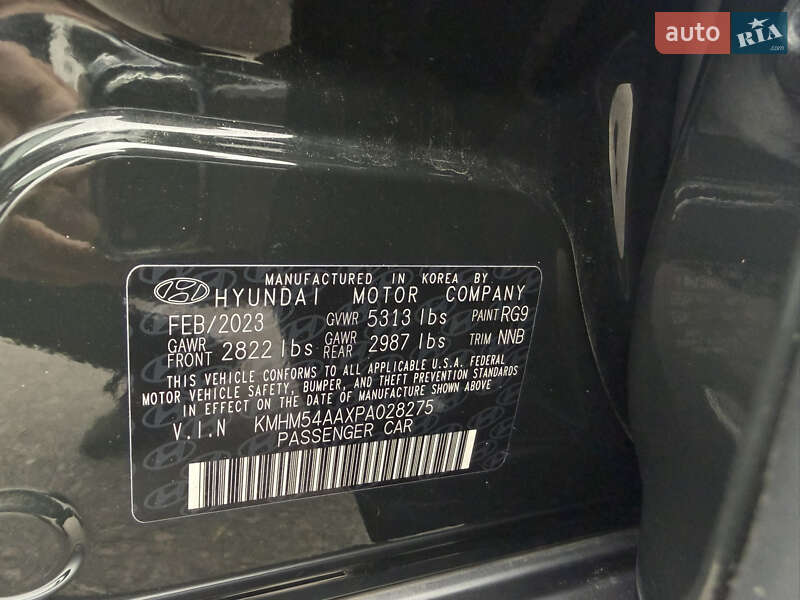 auto RIA.com
MANUFACTURED IN KOREA BY
HYUNDAI MOTOR COMPANY
FEB/2023 GVWR 5313 lbs PAINT RG9
GAWR FRONT 2822 lbs GAWR REAR 2987 lbs TRIM NNB
THIS VEHICLE CONFORMS TO ALL APPLICABLE U.S.A. FEDERAL
MOTOR VEHICLE SAFETY, BUMPER, AND THEFT PREVENTION STANDARDS
IN EFFECT ON THE DATE OF MANUFACTURE SHOWN ABOVE.
V.I.N KMHM54AAXPA028275
PASSENGER CAR